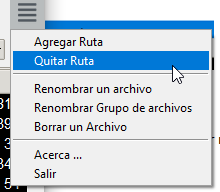 Agregar Ruta
Quitar Ruta
Renombrar un archivo
Renombrar Grupo de archivos
Borrar un Archivo
Acerca ...
Salir